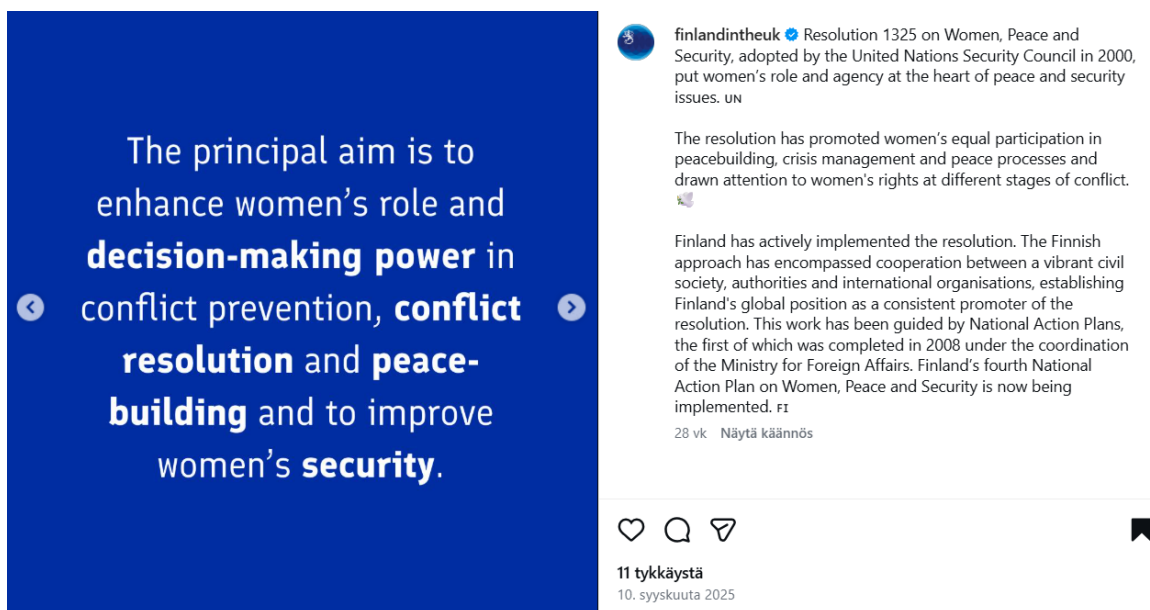 The principal aim is to
enhance women’s role and
decision-making power in
conflict prevention, conflict
resolution and peace-
building and to improve
women’s security.
finlandintheuk Resolution 1325 on Women, Peace and
Security, adopted by the United Nations Security Council in 2000,
put women’s role and agency at the heart of peace and security
issues. UN
The resolution has promoted women’s equal participation in
peacebuilding, crisis management and peace processes and
drawn attention to women's rights at different stages of conflict.
🕊️
Finland has actively implemented the resolution. The Finnish
approach has encompassed cooperation between a vibrant civil
society, authorities and international organisations, establishing
Finland's global position as a consistent promoter of the
resolution. This work has been guided by National Action Plans,
the first of which was completed in 2008 under the coordination
of the Ministry for Foreign Affairs. Finland’s fourth National
Action Plan on Women, Peace and Security is now being
implemented. FI
28 vk Näytä käännös
11 tykkäystä
10. syyskuuta 2025